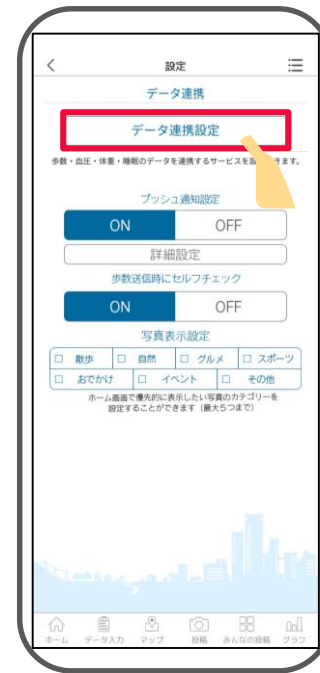 設定
データ連携
データ連携設定
歩数・血圧・体重・睡眠のデータを連携するサービスを設 きます。
プッシュ通知設定
ON OFF
詳細設定
歩数送信時にセルフチェック
ON OFF
写真表示設定
散歩 自然 グルメ スポーツ
おでかけ イベント その他
ホーム画面で優先的に表示したい写真のカテゴリーを
設定することができます（最大５つまで）
ホーム データ入力 マップ 投稿 みんなの投稿 グラフ